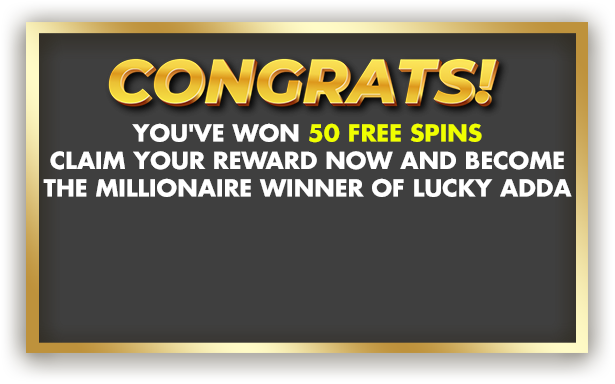 CONGRATS!
YOU'VE WON 50 FREE SPINS
CLAIM YOUR REWARD NOW AND BECOME
THE MILLIONAIRE WINNER OF LUCKY ADDA